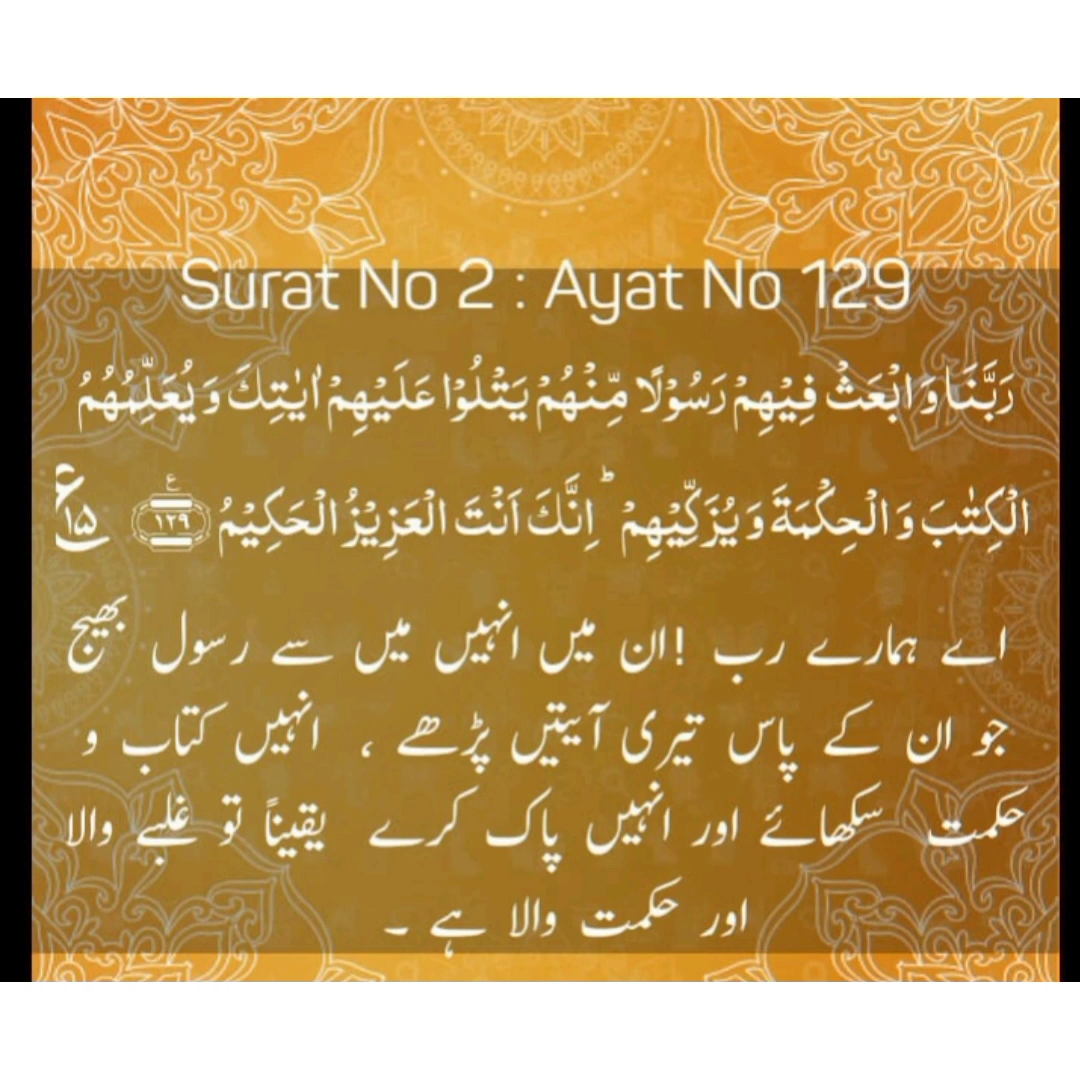 Surat No 2 : Ayat No 129
رَبَّنَا وَ ابْعَثْ فِیْهِمْ رَسُوْلًا مِّنْهُمْ یَتْلُوْا عَلَیْهِمْ اٰیٰتِكَ وَ یُعَلِّمُهُمُ
الْكِتٰبَ وَ الْحِكْمَةَ وَ یُزَكِّیْهِمْ ؕ اِنَّكَ اَنْتَ الْعَزِیْزُ الْحَكِیْمُ ﴿۱۲۹﴾ ع ۱۵
اے ہمارے رب !ان میں انہیں میں سے رسول بھیج
جو ان کے پاس تیری آیتیں پڑھے ، انہیں کتاب و
حکمت سکھائے اور انہیں پاک کرے یقیناً تو غلبے والا
اور حکمت والا ہے ۔